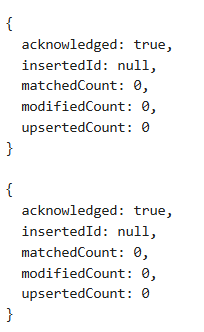 {
  acknowledged: true,
  insertedId: null,
  matchedCount: 0,
  modifiedCount: 0,
  upsertedCount: 0
}
{
  acknowledged: true,
  insertedId: null,
  matchedCount: 0,
  modifiedCount: 0,
  upsertedCount: 0
}